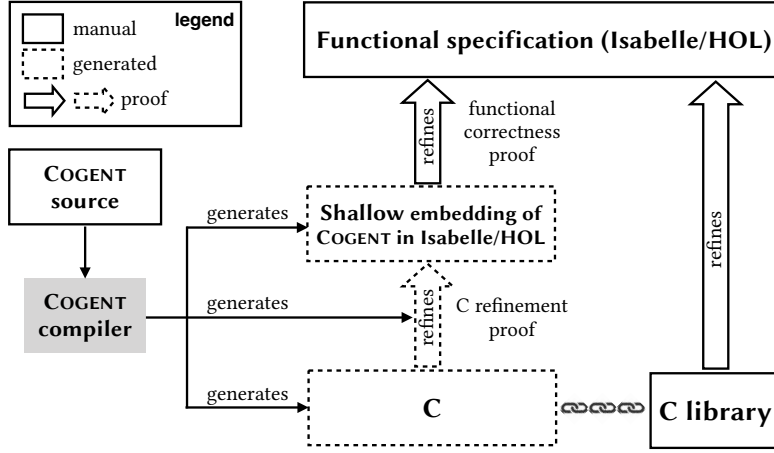 legend
manual
generated
proof
Functional specification (Isabelle/HOL)
refines
functional
correctness
proof
refines
COGENT
source
generates
Shallow embedding of
COGENT in Isabelle/HOL
COGENT
compiler
generates
refines
C refinement
proof
generates
C
C library